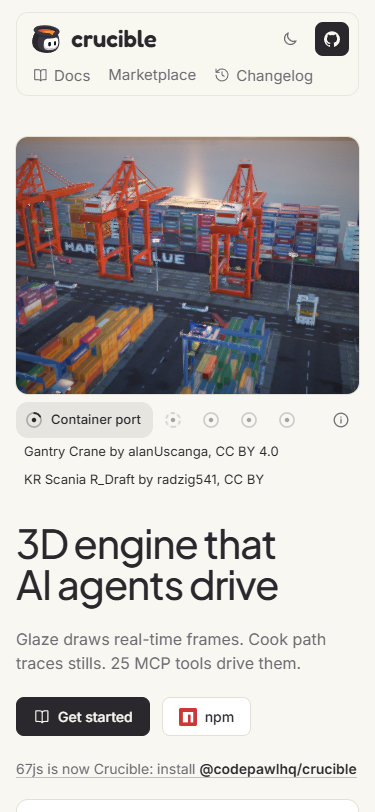 crucible
Docs Marketplace Changelog
Container port
Gantry Crane by alanUscanga, CC BY 4.0
KR Scania R_Draft by radzig541, CC BY
3D engine that
AI agents drive
Glaze draws real-time frames. Cook path
traces stills. 25 MCP tools drive them.
Get started npm
67js is now Crucible: install @codepawlhq/crucible